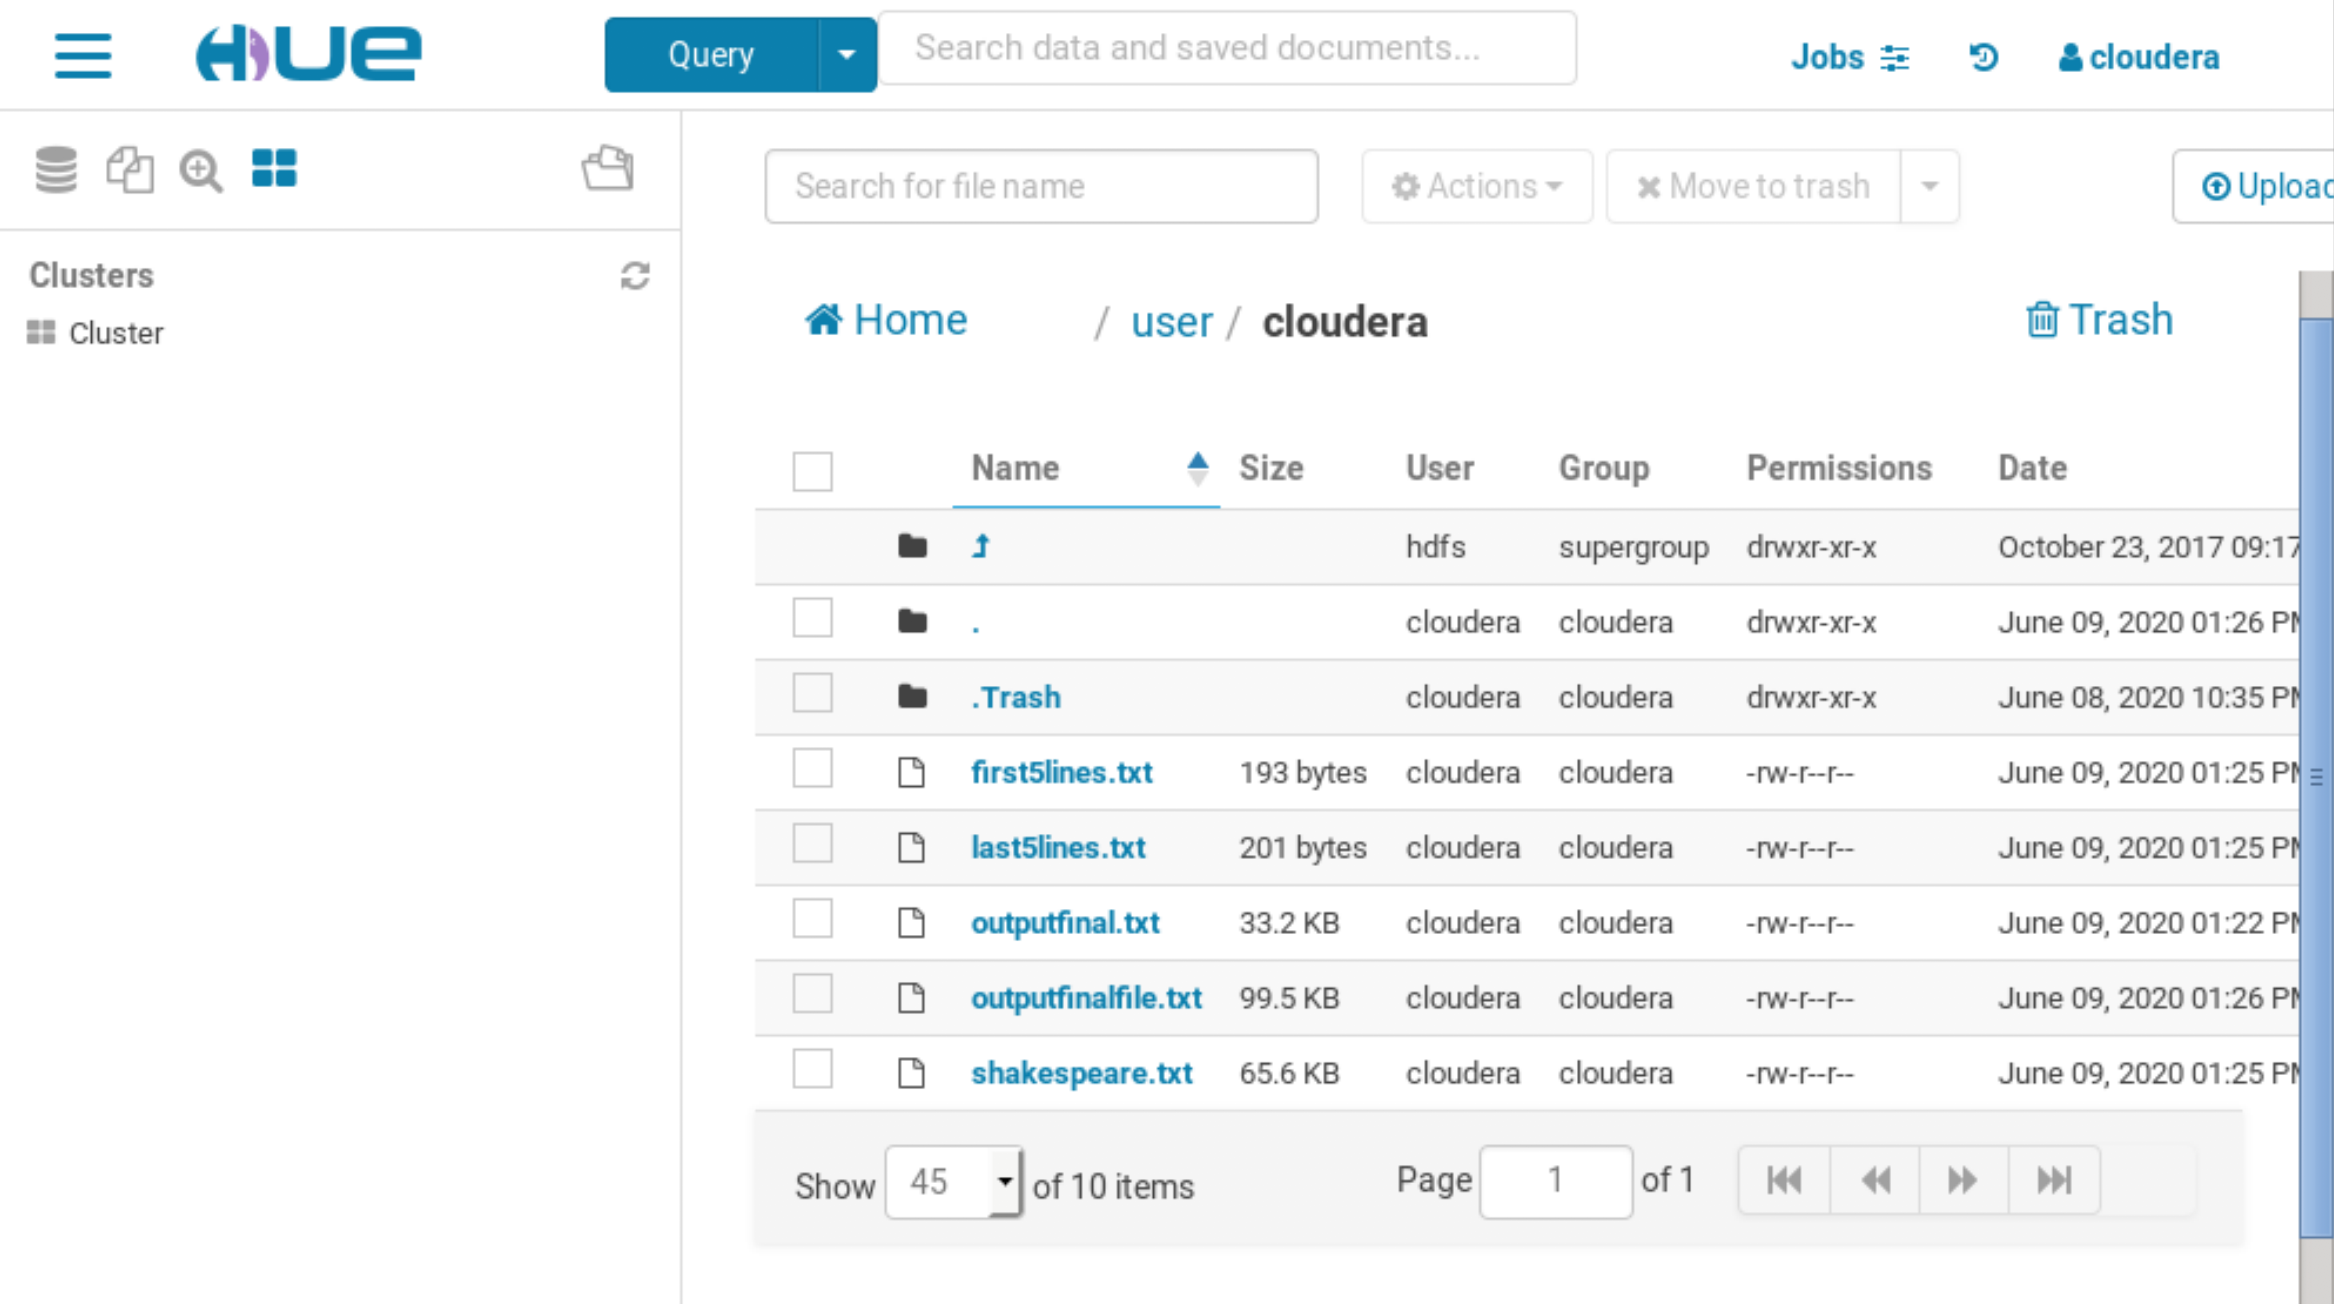 HUE Query Search data and saved documents... Jobs cloudera
Search for file name Actions Move to trash Upload
Clusters
Cluster
Home / user / cloudera Trash
Name Size User Group Permissions Date
hdfs supergroup drwxr-xr-x October 23, 2017 09:17
. cloudera cloudera drwxr-xr-x June 09, 2020 01:26 PM
.Trash cloudera cloudera drwxr-xr-x June 08, 2020 10:35 PM
first5lines.txt 193 bytes cloudera cloudera -rw-r--r-- June 09, 2020 01:25 PM
last5lines.txt 201 bytes cloudera cloudera -rw-r--r-- June 09, 2020 01:25 PM
outputfinal.txt 33.2 KB cloudera cloudera -rw-r--r-- June 09, 2020 01:22 PM
outputfinalfile.txt 99.5 KB cloudera cloudera -rw-r--r-- June 09, 2020 01:26 PM
shakespeare.txt 65.6 KB cloudera cloudera -rw-r--r-- June 09, 2020 01:25 PM
Show 45 of 10 items Page 1 of 1